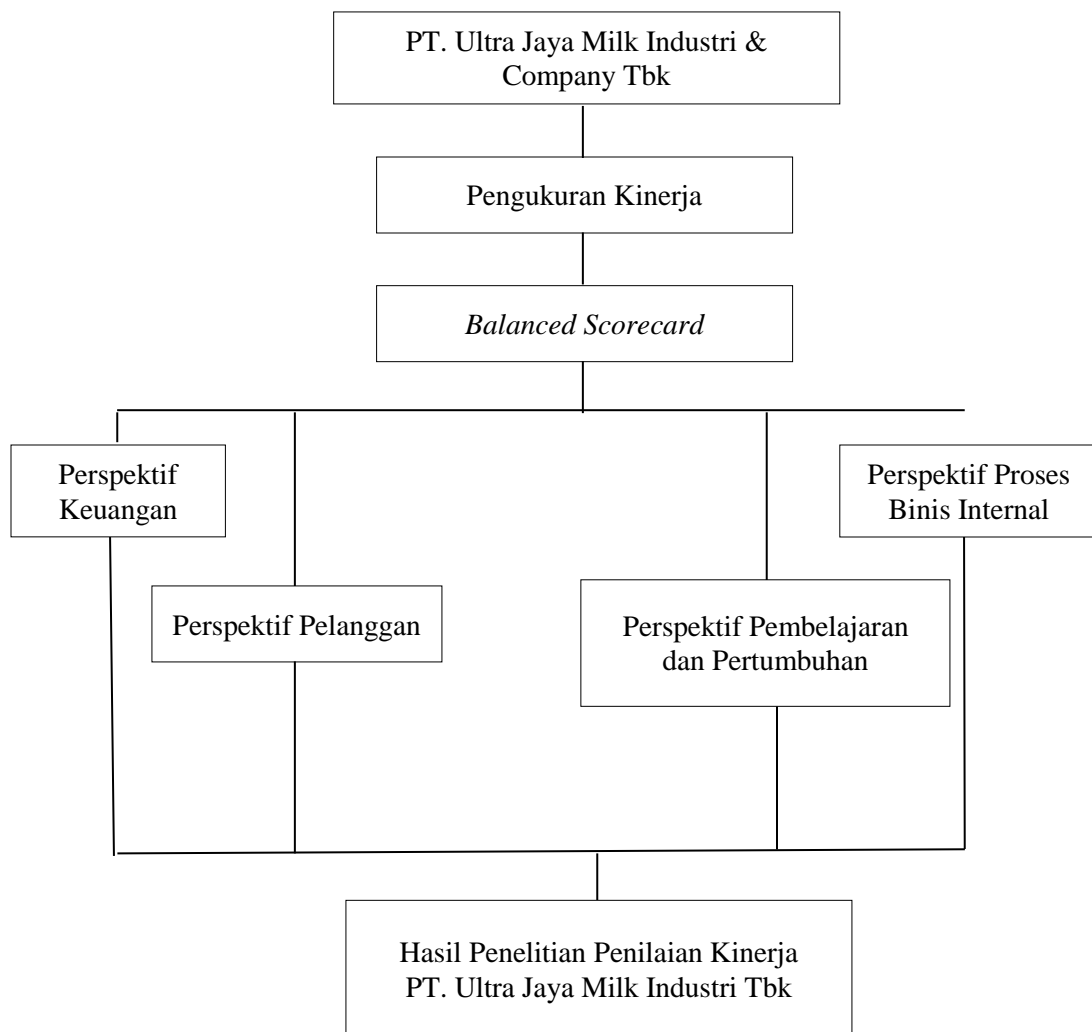 PT. Ultra Jaya Milk Industri &
Company Tbk
Pengukuran Kinerja
Balanced Scorecard
Perspektif
Keuangan
Perspektif Proses
Binis Internal
Perspektif Pelanggan
Perspektif Pembelajaran
dan Pertumbuhan
Hasil Penelitian Penilaian Kinerja
PT. Ultra Jaya Milk Industri Tbk